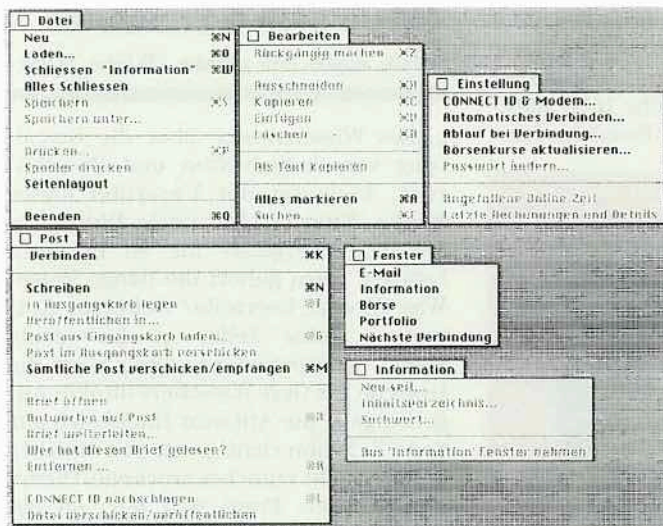 Datei
Neu ⌘N
Laden... ⌘O
Schliessen "Information" ⌘W
Alles Schliessen
Speichern ⌘S
Speichern unter...
Drucken... ⌘P
Spooler drucken
Seitenlayout
Beenden ⌘Q
Bearbeiten
Rückgängig machen ⌘Z
Ausschneiden
Kopieren ⌘C
Einfügen
Löschen
Als Text kopieren
Alles markieren ⌘A
Suchen...
Einstellung
CONNECT ID & Modem...
Automatisches Verbinden...
Ablauf bei Verbindung...
Börsenkurse aktualisieren...
Passwort ändern...
Angefallene Online Zeit
Letzte Rechnungen und Details
Post
Verbinden ⌘K
Schreiben ⌘N
in Ausgangskorb legen
Veröffentlichen in...
Post aus Eingangskorb laden...
Post im Ausgangskorb verschicken
Sämtliche Post verschicken/empfangen ⌘M
Brief öffnen
Antworten auf Post
Brief weiterleiten...
Wer hat diesen Brief gelesen?
Entfernen ...
CONNECT ID nachschlagen
Datei verschicken/veröffentlichen
Fenster
E-Mail
Information
Börse
Portfolio
Nächste Verbindung
Information
Neu seit...
Inhaltsverzeichnis...
Suchwort...
Aus 'Information' Fenster nehmen